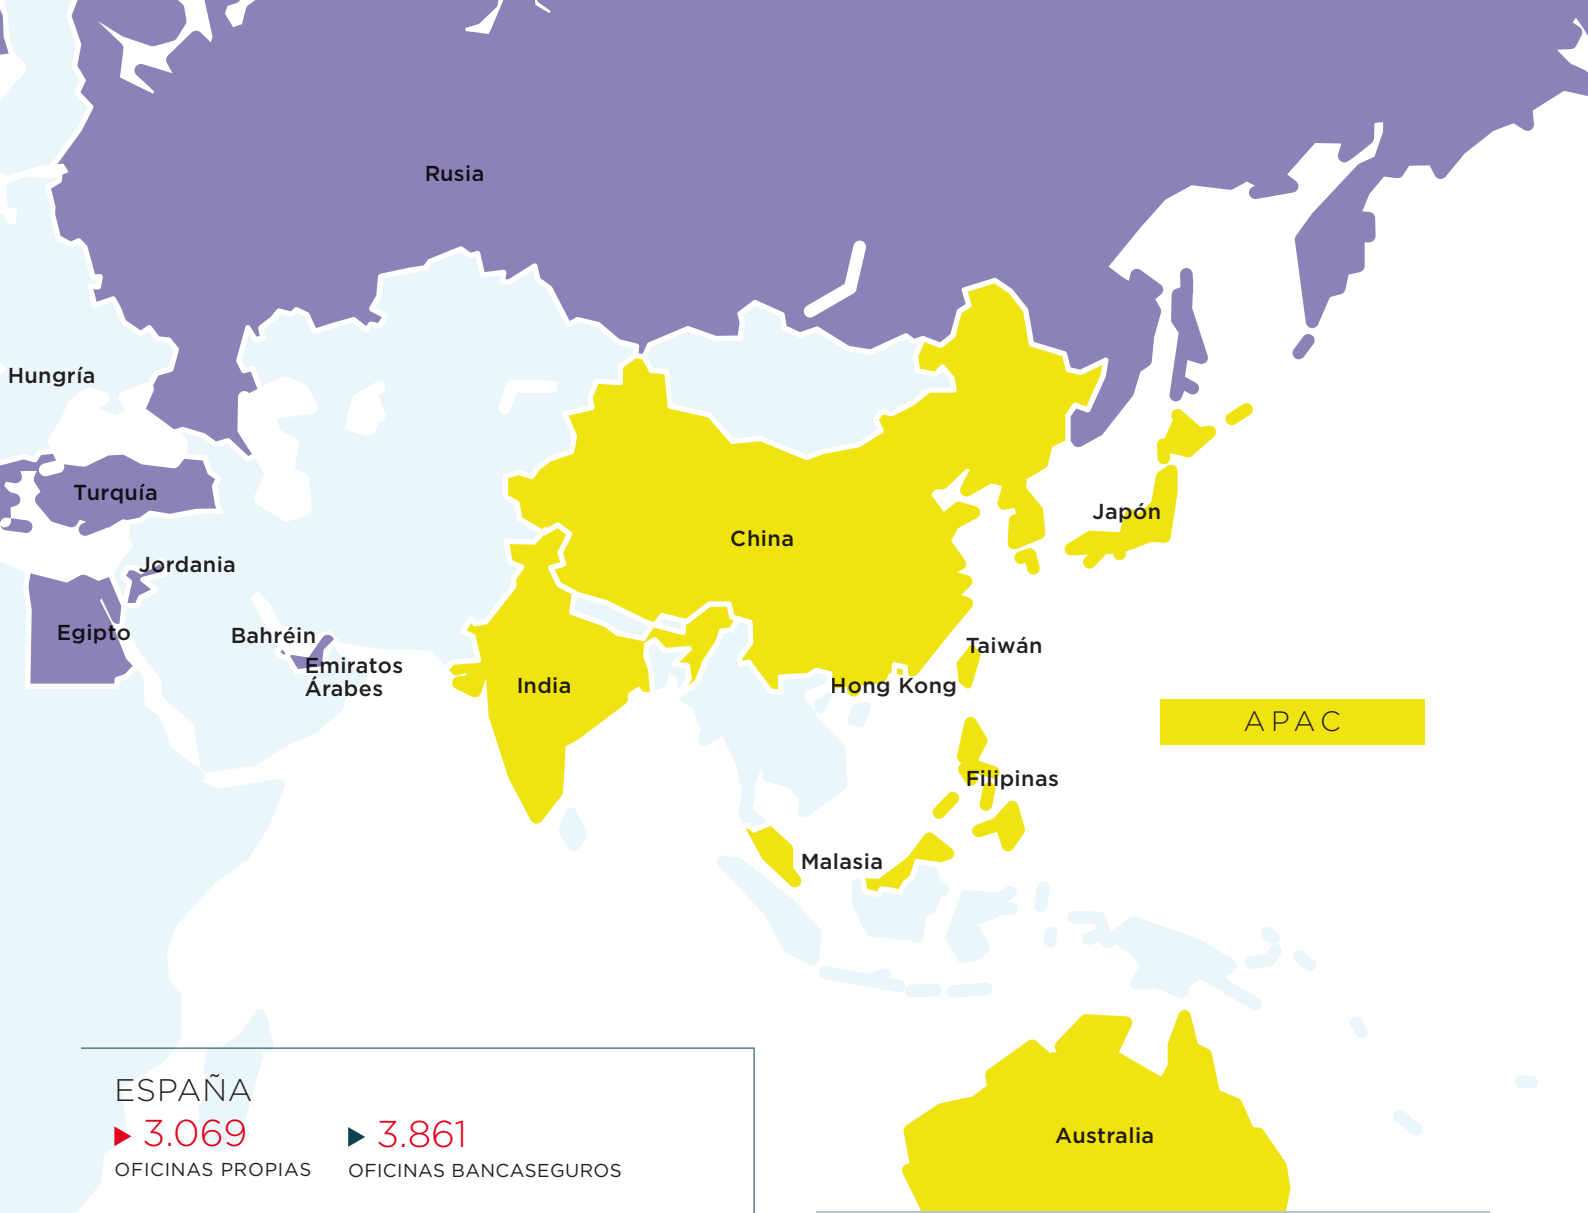 Rusia
Hungría
Turquía
Japón
China
Jordania
Egipto
Bahréin
Taiwán
Emiratos
Árabes
India
Hong Kong
APAC
Filipinas
Malasia
ESPAÑA
3.069
3.861
OFICINAS PROPIAS
OFICINAS BANCASEGUROS
Australia